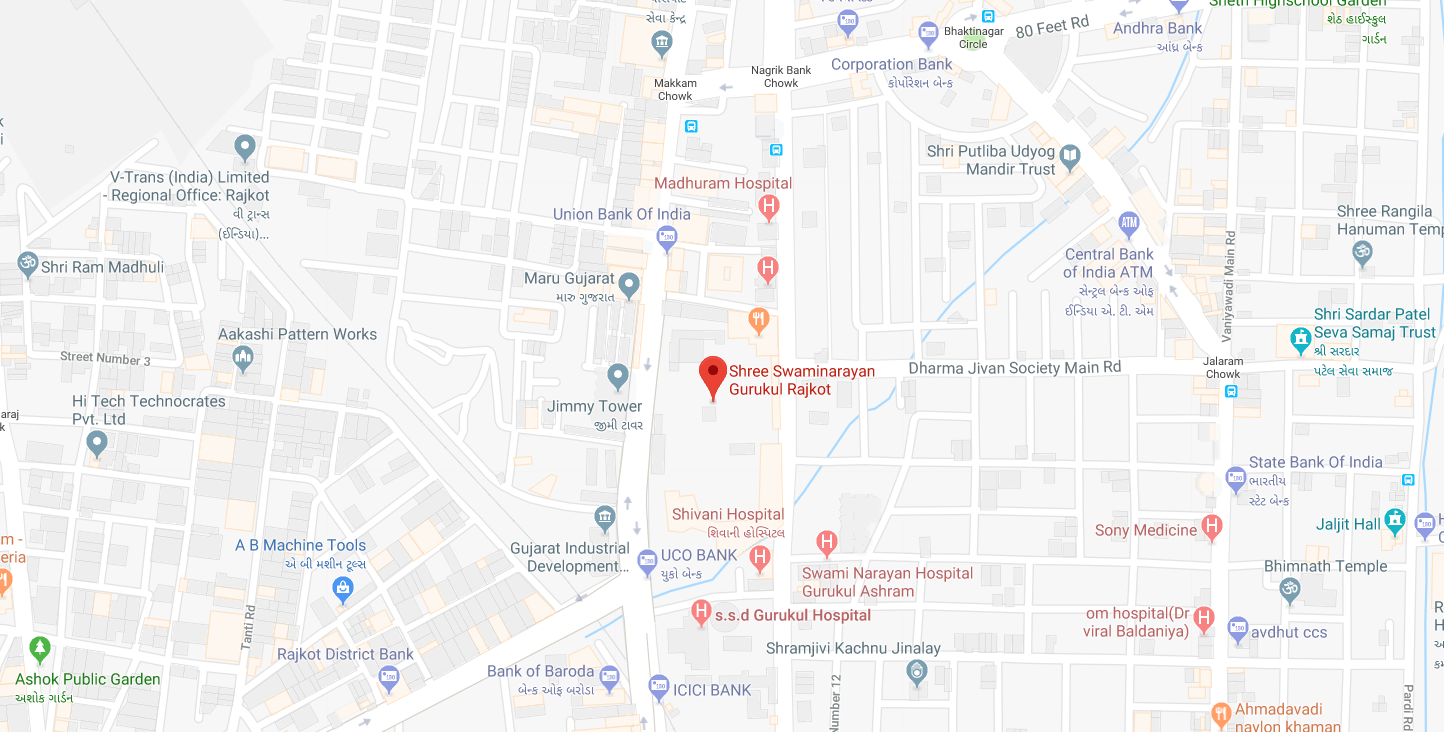 સેવા કેન્દ્ર
Sheth Highschool Garden
શેઠ હાઈસ્કુલ
ગાર્ડન
80 Feet Rd
Bhaktinagar
Circle
Andhra Bank
આંધ્ર બેન્ક
Corporation Bank
કોર્પોરેશન બેન્ક
Nagrik Bank
Chowk
Makkam
Chowk
V-Trans (India) Limited
- Regional Office: Rajkot
વી ટ્રાન્સ
(ઈન્ડિયા)...
Shri Putliba Udyog
Mandir Trust
Madhuram Hospital
H
Union Bank Of India
ATM
Shree Rangila
Hanuman Temp
Vaniyawadi Main Rd
Shri Ram Madhuli
Central Bank
of India ATM
સેન્ટ્રલ બેન્ક ઓફ
ઈન્ડિયા એ. ટી. એમ
H
Maru Gujarat
મારુ ગુજરાત
Aakashi Pattern Works
Street Number 3
Shri Sardar Patel
Seva Samaj Trust
શ્રી સરદાર
પટેલ સેવા સમાજ
Jalaram
Chowk
Dharma Jivan Society Main Rd
Shree Swaminarayan
Gurukul Rajkot
Jimmy Tower
જીમી ટાવર
Hi Tech Technocrates
Pvt. Ltd
araj
k
State Bank Of India
ભારતીય
સ્ટેટ બેન્ક
Shivani Hospital
શિવાની હોસ્પિટલ
H
Sony Medicine
H
Jaljit Hall
A B Machine Tools
એ બી મશીન ટૂલ્સ
Gujarat Industrial
Development...
UCO BANK
યુકો બેન્ક
H
Swami Narayan Hospital
Gurukul Ashram
Bhimnath Temple
H
s.s.d Gurukul Hospital
om hospital(Dr
viral Baldaniya)
H
avdhut ccs
Tanti Rd
Shramjivi Kachnu Jinalay
Rajkot District Bank
Ashok Public Garden
અશોક ગાર્ડન
Bank of Baroda
બેન્ક ઓફ બરોડા
ICICI BANK
Number 12
Pardi Rd
Ahmadavadi
naylon khaman